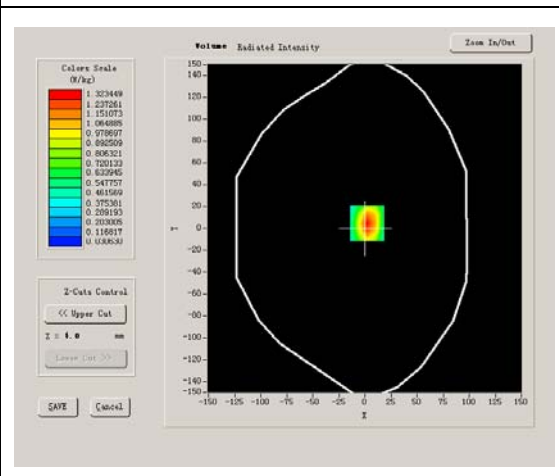 Volume Radiated Intensity
Zoom In/Out
Colors Scale
(W/kg)
1.323449
1.237261
1.151073
1.064885
0.978697
0.892509
0.806321
0.720133
0.633945
0.547757
0.461569
0.375381
0.289193
0.203005
0.116817
0.030630
Z-Cuts Control
<< Upper Cut
Z = 4.0 mm
Lower Cut >>
SAVE
Cancel
150
140
120
100
80
60
40
20
Y
0
-20
-40
-60
-80
-100
-120
-140
-150
-150 -125 -100 -75 -50 -25 0 25 50 75 100 125 150
X